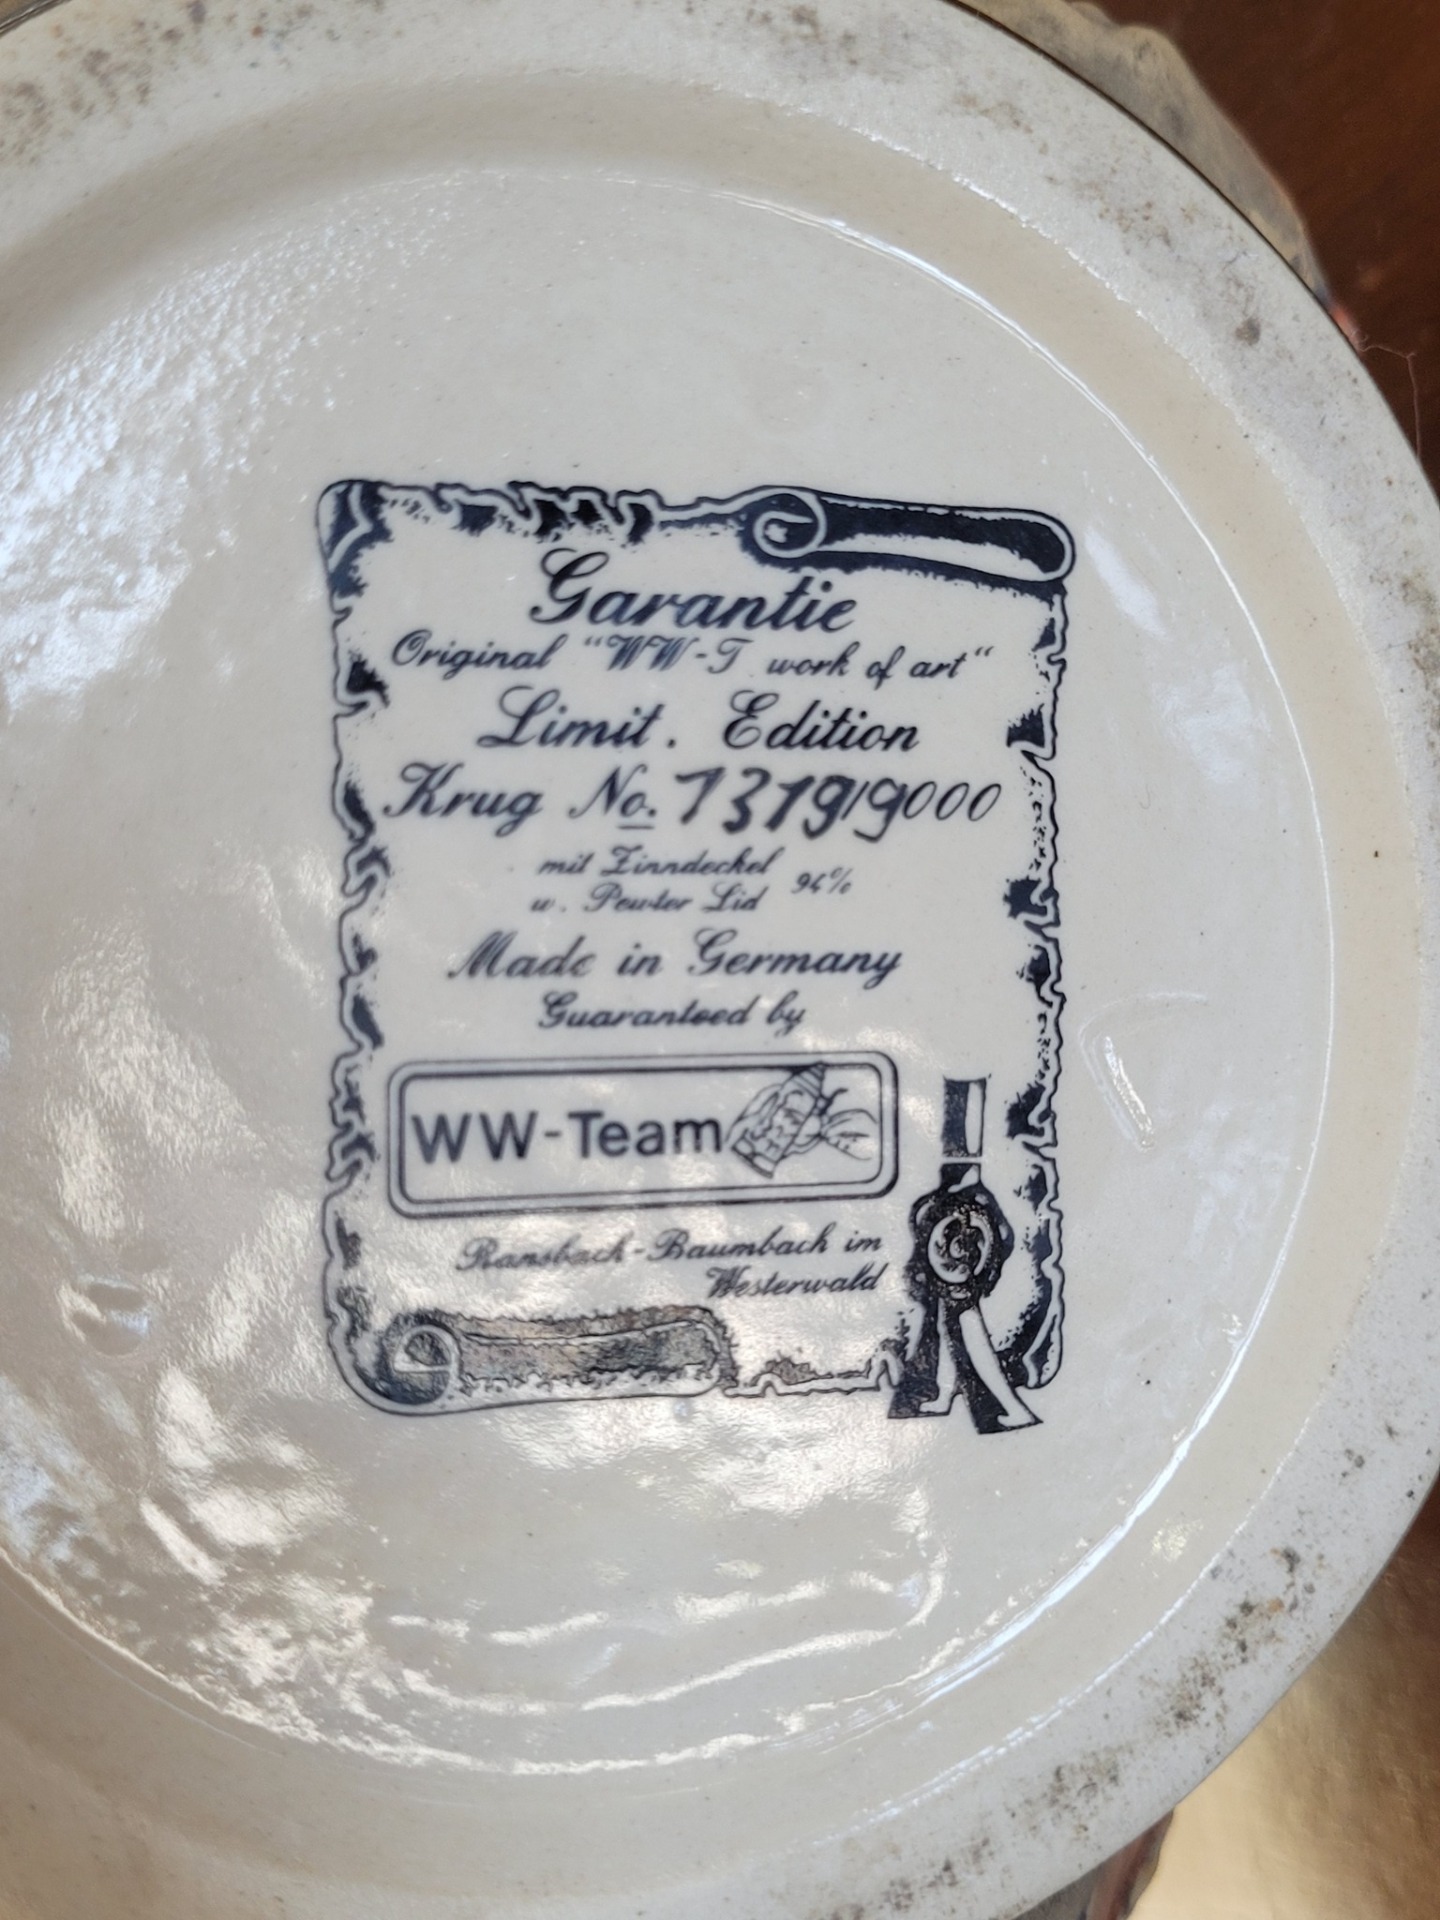 Garantie
Original "WW-T work of art"
Limit. Edition
Krug No. 1319/9000
mit Zinndeckel 94%
w. Pewter Lid
Made in Germany
Guaranteed by
WW-Team
Ransbach-Baumbach im
Westerwald